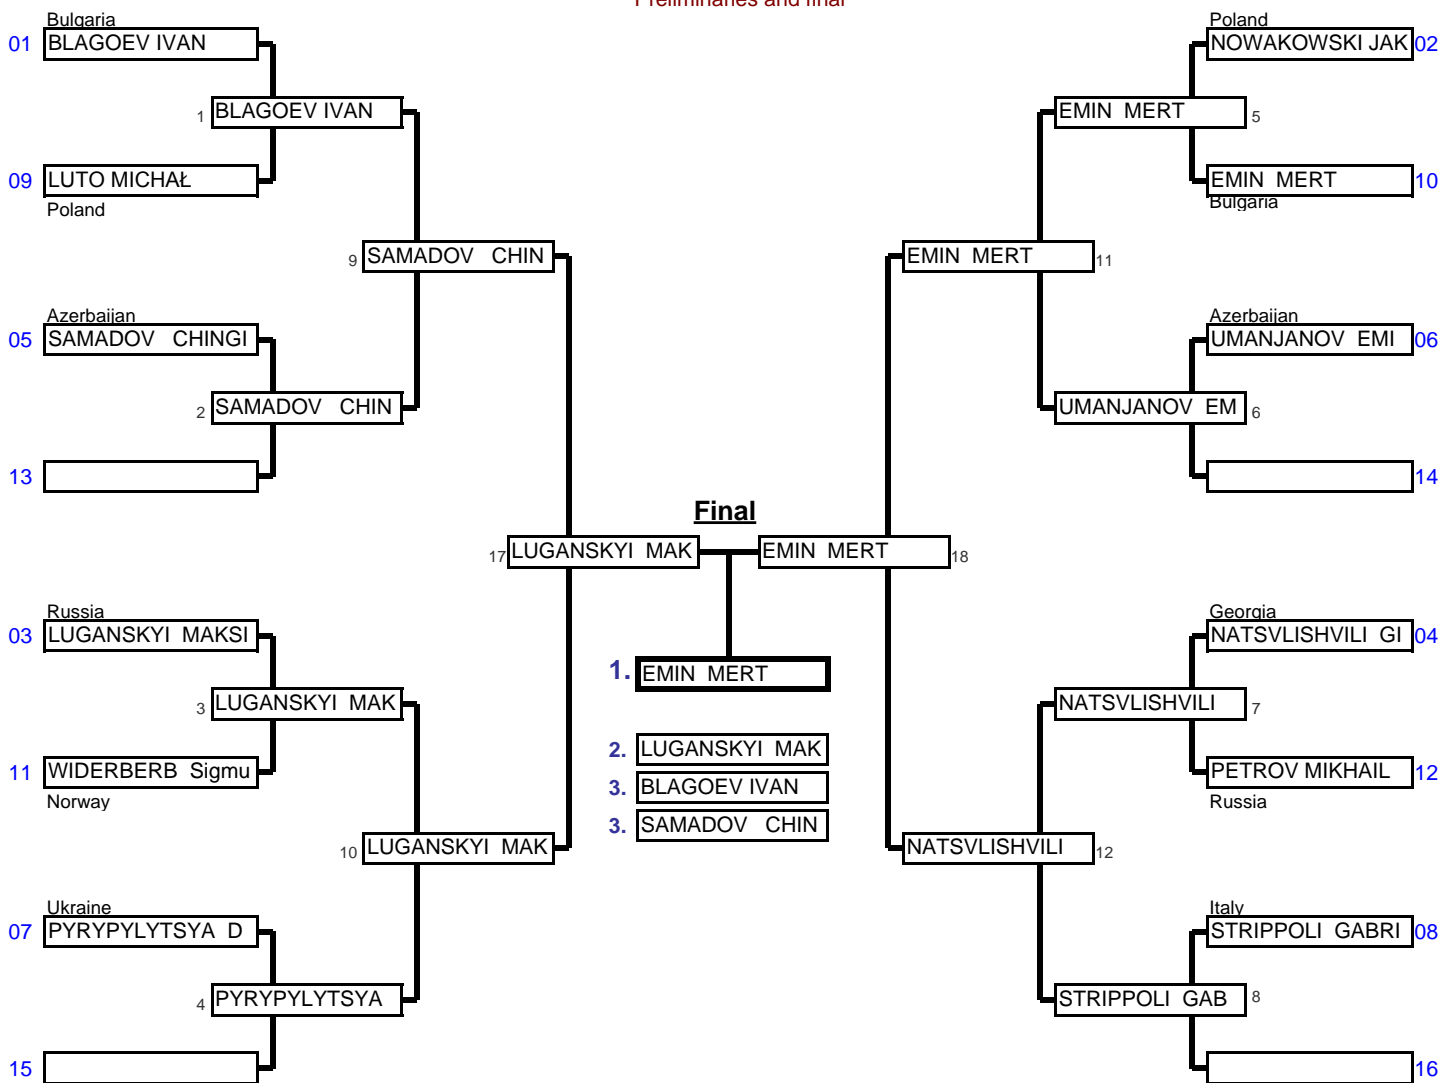 Preliminaries and final
Bulgaria
01 BLAGOEV IVAN
Poland
NOWAKOWSKI JAK 02
1 BLAGOEV IVAN
EMIN MERT 5
09 LUTO MICHAŁ
Poland
EMIN MERT 10
Bulgaria
9 SAMADOV CHIN
EMIN MERT 11
Azerbaijan
05 SAMADOV CHINGI
Azerbaijan
UMANJANOV EMI 06
2 SAMADOV CHIN
UMANJANOV EM 6
13
14
Final
17 LUGANSKYI MAK
EMIN MERT 18
Russia
03 LUGANSKYI MAKSI
Georgia
NATSVLISHVILI GI 04
1. EMIN MERT
3 LUGANSKYI MAK
NATSVLISHVILI 7
2. LUGANSKYI MAK
11 WIDERBERB Sigmu
Norway
PETROV MIKHAIL 12
Russia
3. BLAGOEV IVAN
3. SAMADOV CHIN
10 LUGANSKYI MAK
NATSVLISHVILI 12
Ukraine
07 PYRYPYLYTSYA D
Italy
STRIPPOLI GABRI 08
4 PYRYPYLYTSYA
STRIPPOLI GAB 8
15
16